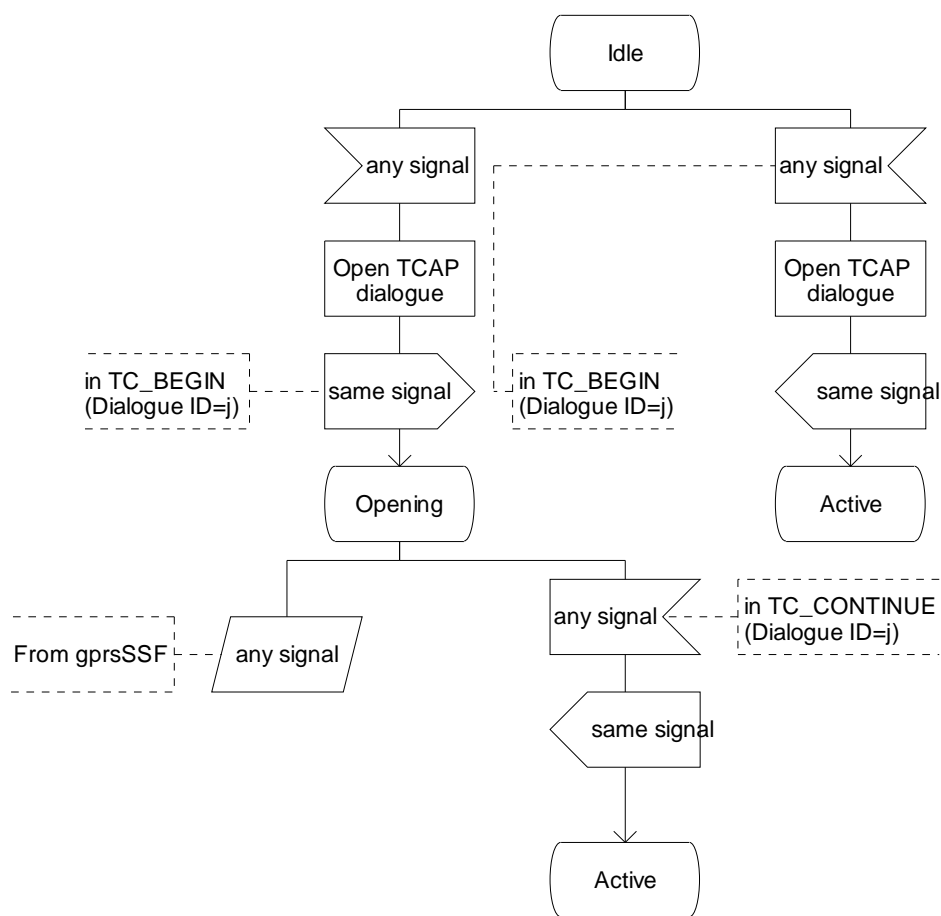 Idle
any signal
any signal
Open TCAP
dialogue
Open TCAP
dialogue
in TC_BEGIN
(Dialogue ID=j)
same signal
in TC_BEGIN
(Dialogue ID=j)
same signal
Opening
Active
any signal
in TC_CONTINUE
(Dialogue ID=j)
From gprsSSF
any signal
same signal
Active